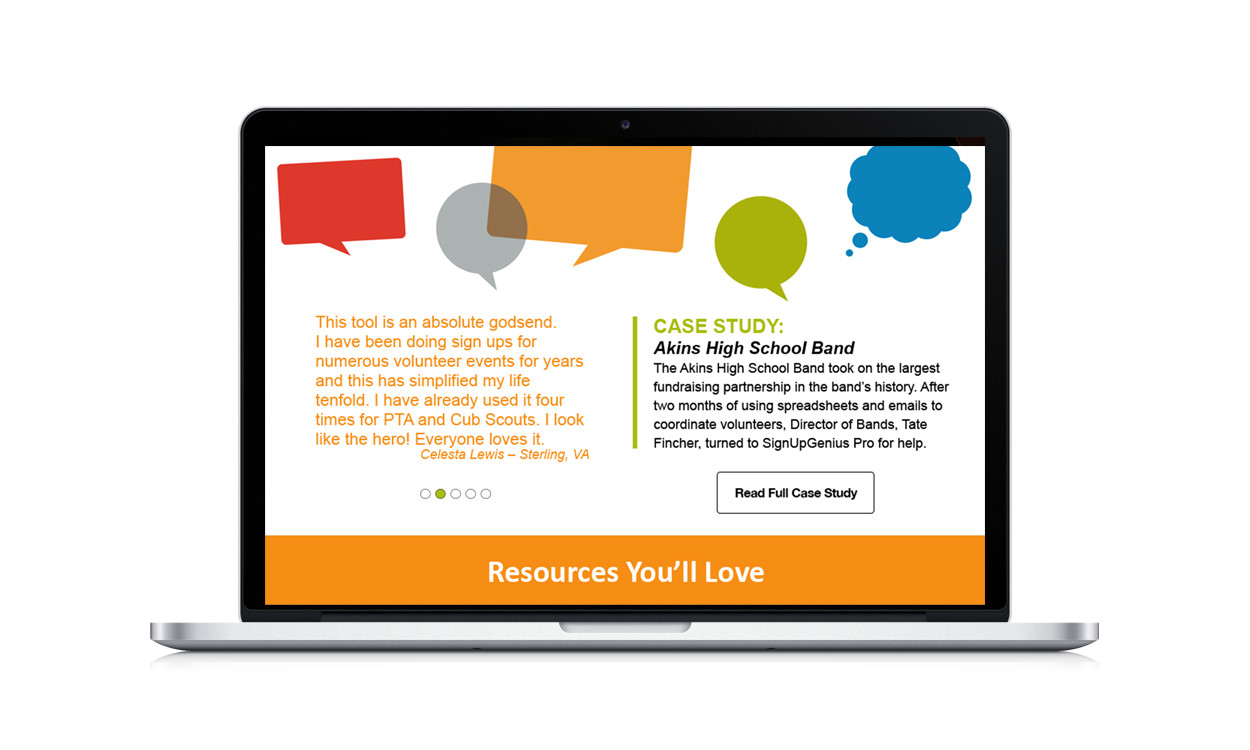 This tool is an absolute godsend.
I have been doing sign ups for
numerous volunteer events for years
and this has simplified my life
tenfold. I have already used it four
times for PTA and Cub Scouts. I look
like the hero! Everyone loves it.
Celesta Lewis – Sterling, VA
CASE STUDY:
Akins High School Band
The Akins High School Band took on the largest
fundraising partnership in the band’s history. After
two months of using spreadsheets and emails to
coordinate volunteers, Director of Bands, Tate
Fincher, turned to SignUpGenius Pro for help.
Read Full Case Study
Resources You’ll Love